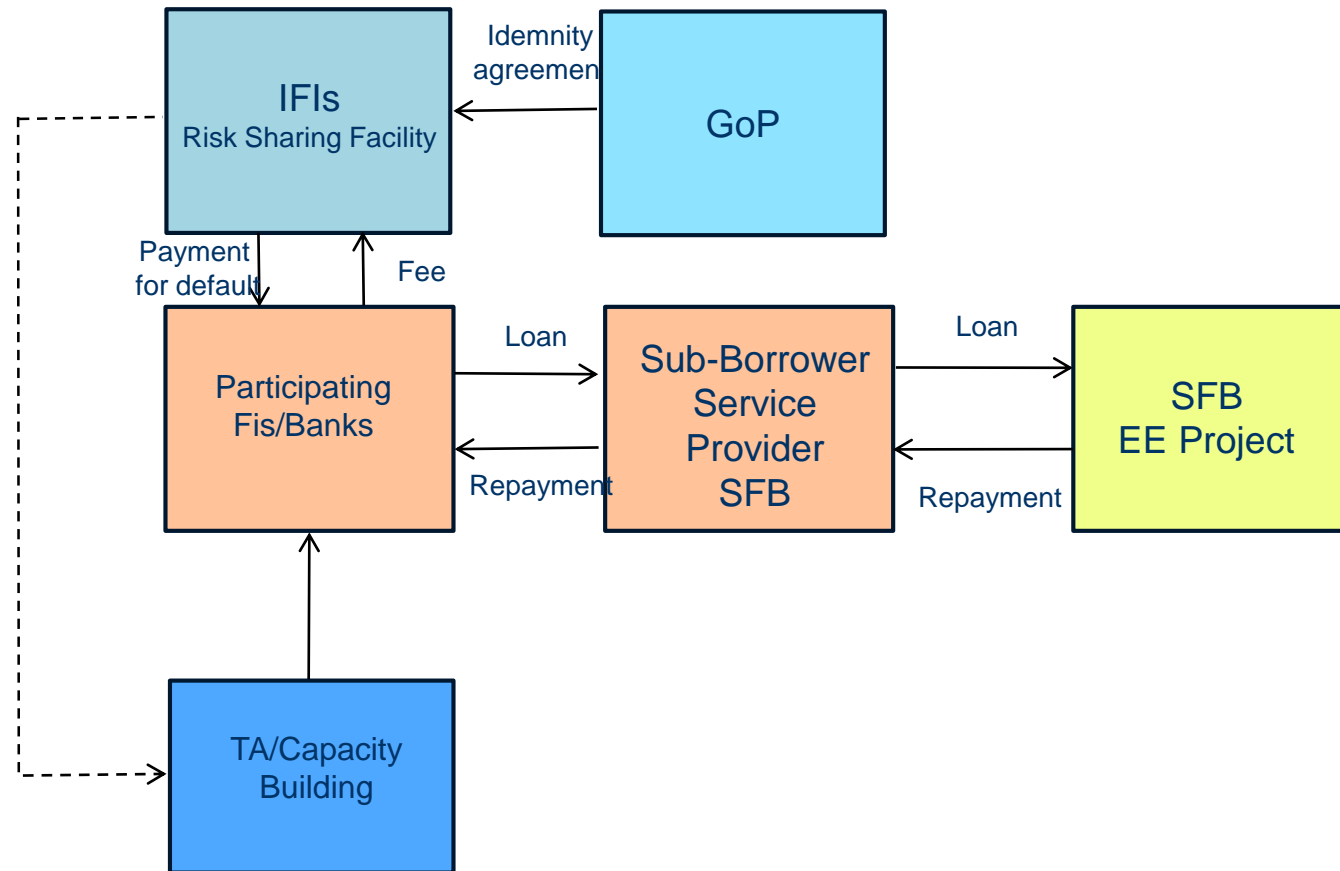 IFIs
Risk Sharing Facility
Idemnity
agreemen
GoP
Payment
for default
Fee
Participating
Fis/Banks
Loan
Repayment
Sub-Borrower
Service
Provider
SFB
Loan
Repayment
SFB
EE Project
TA/Capacity
Building